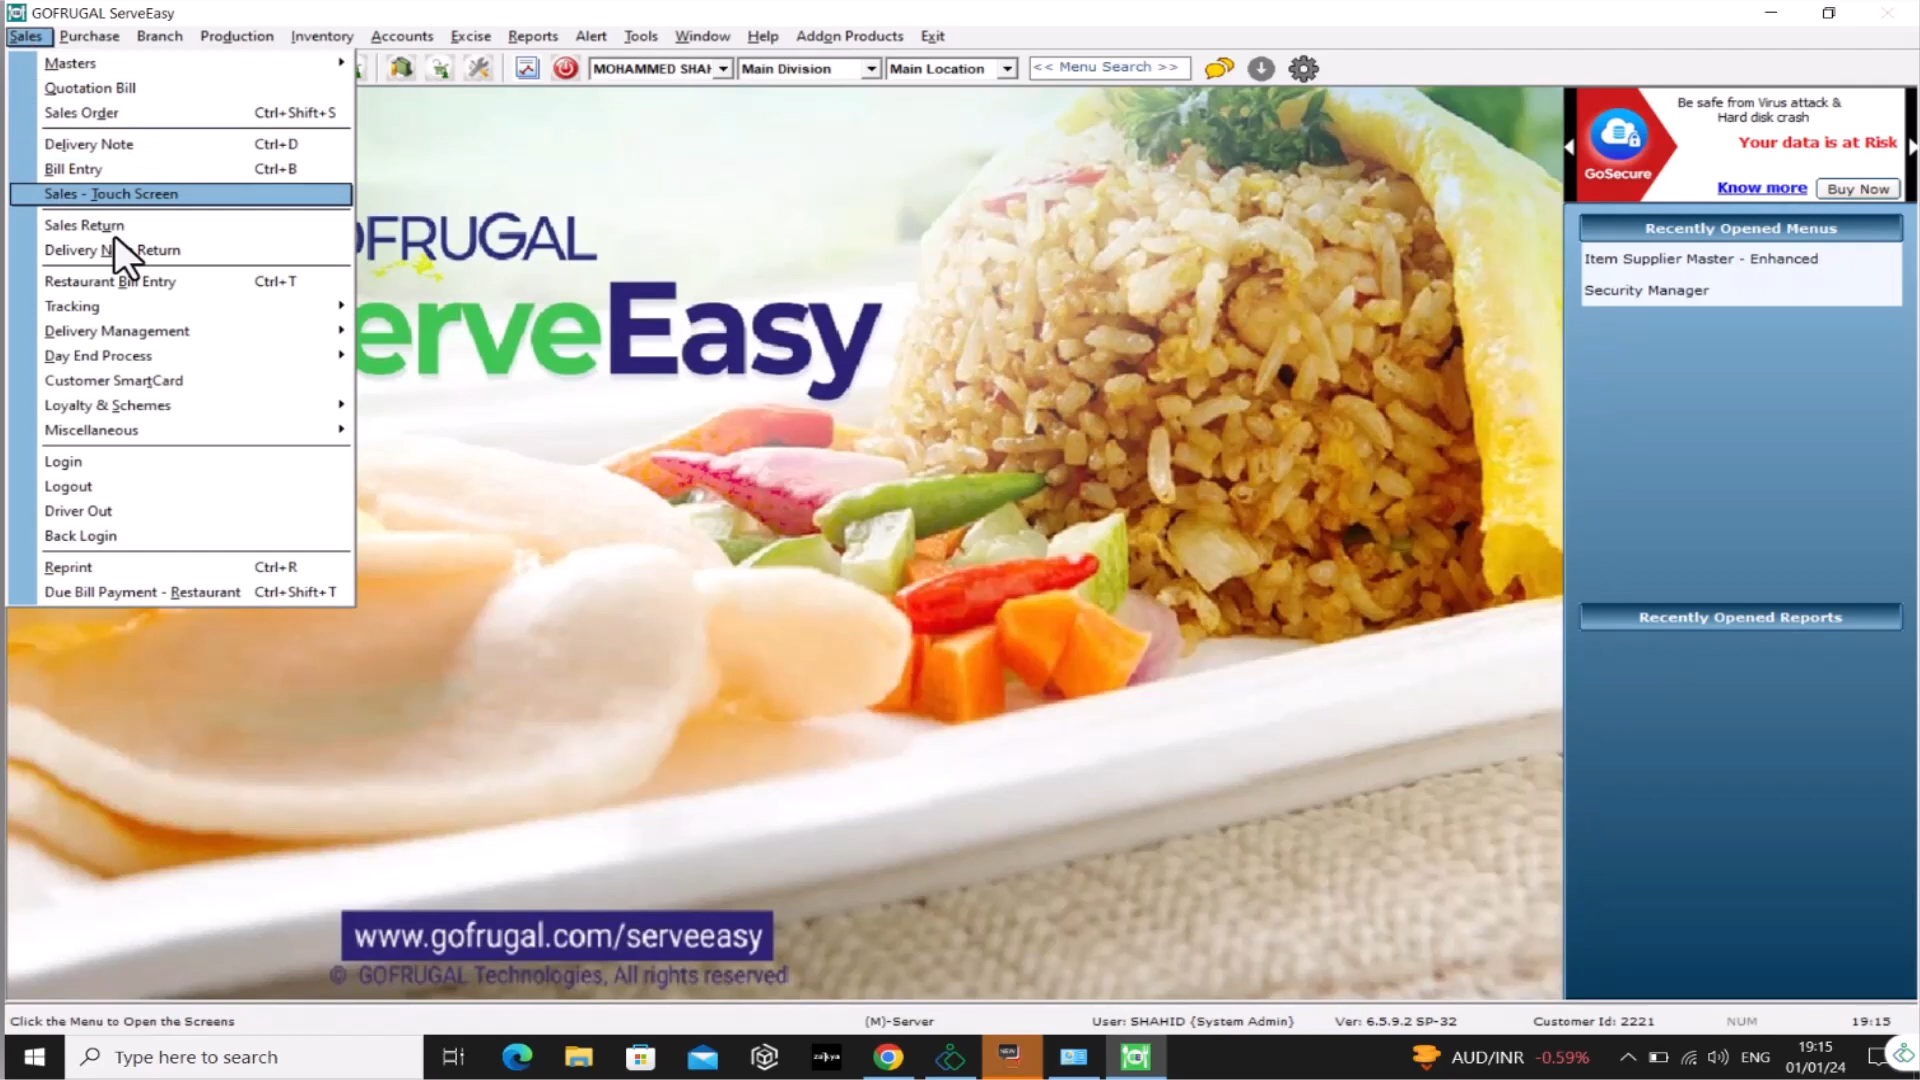 GOFRUGAL ServeEasy
Sales Purchase Branch Production Inventory Accounts Excise Reports Alert Tools Window Help Addon Products Exit
MOHAMMED SHAH Main Division Main Location << Menu Search >>
Masters
Quotation Bill
Sales Order Ctrl+Shift+S
Delivery Note Ctrl+D
Bill Entry Ctrl+B
Sales - Touch Screen
Sales Return
Delivery N Return
Restaurant Bill Entry Ctrl+T
Tracking
Delivery Management
Day End Process
Customer SmartCard
Loyalty & Schemes
Miscellaneous
Login
Logout
Driver Out
Back Login
Reprint Ctrl+R
Due Bill Payment - Restaurant Ctrl+Shift+T
OFRUGAL
erveEasy
www.gofrugal.com/serveeasy
© GOFRUGAL Technologies, All rights reserved
GoSecure
Be safe from Virus attack &
Hard disk crash
Your data is at Risk
Know more Buy Now
Recently Opened Menus
Item Supplier Master - Enhanced
Security Manager
Recently Opened Reports
Click the Menu to Open the Screens (M)-Server User: SHAHID {System Admin} Ver: 6.5.9.2 SP-32 Customer Id: 2221 NUM 19:15
Type here to search zakya NEW AUD/INR -0.59% ENG 19:15
01/01/24